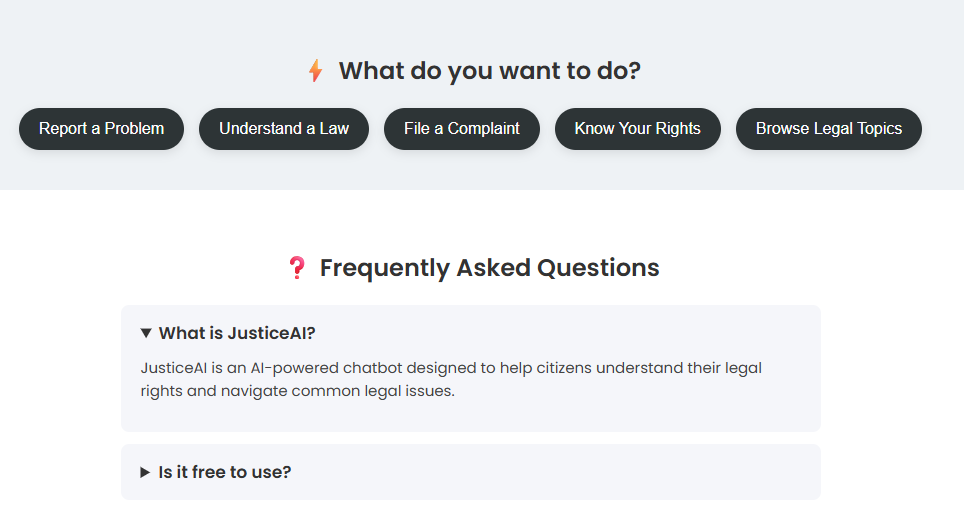 ⚡ What do you want to do?
Report a Problem
Understand a Law
File a Complaint
Know Your Rights
Browse Legal Topics
❓ Frequently Asked Questions
▼ What is JusticeAI?
JusticeAI is an AI-powered chatbot designed to help citizens understand their legal
rights and navigate common legal issues.
▶ Is it free to use?